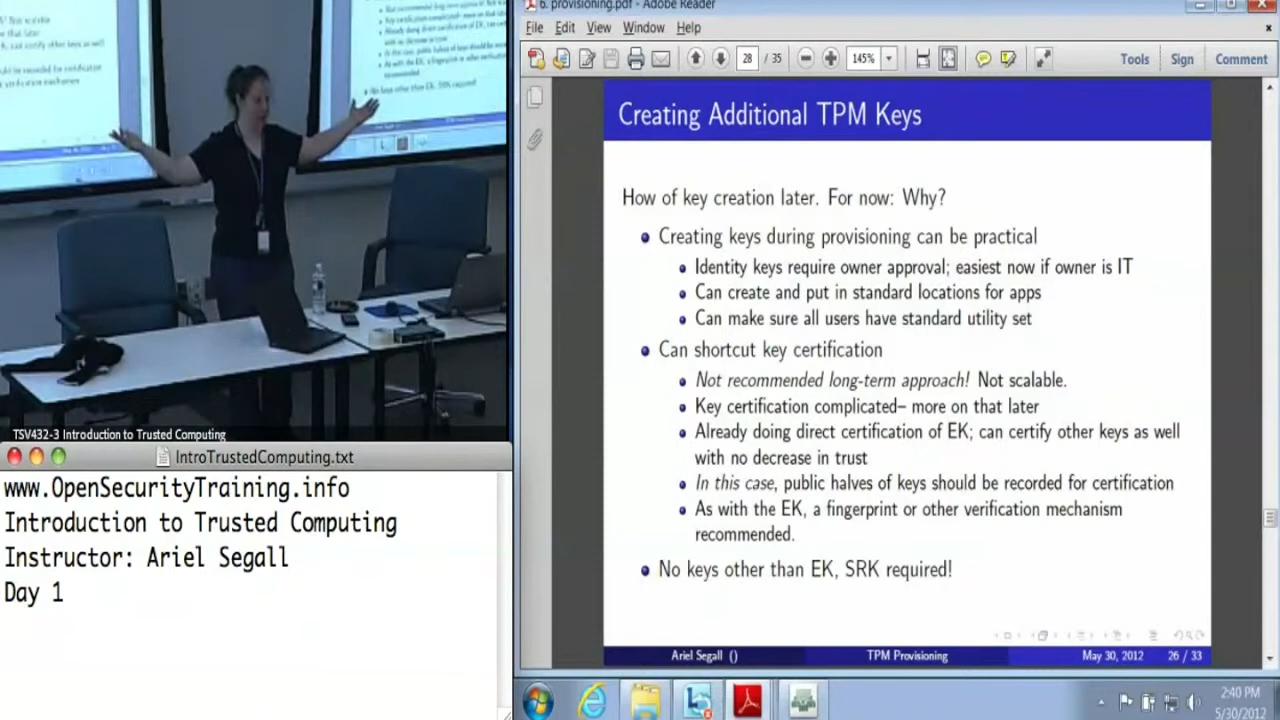 6. provisioning.pdf - Adobe Reader
File Edit View Window Help
28 / 35 145% Tools Sign Comment
Creating Additional TPM Keys
How of key creation later. For now: Why?
Creating keys during provisioning can be practical
Identity keys require owner approval; easiest now if owner is IT
Can create and put in standard locations for apps
Can make sure all users have standard utility set
Can shortcut key certification
Not recommended long-term approach! Not scalable.
Key certification complicated– more on that later
Already doing direct certification of EK; can certify other keys as well
with no decrease in trust
In this case, public halves of keys should be recorded for certification
As with the EK, a fingerprint or other verification mechanism
recommended.
No keys other than EK, SRK required!
Ariel Segall () TPM Provisioning May 30, 2012 26 / 33
2:40 PM
5/30/2012
TSV432-3 Introduction to Trusted Computing
IntroTrustedComputing.txt
www.OpenSecurityTraining.info
Introduction to Trusted Computing
Instructor: Ariel Segall
Day 1